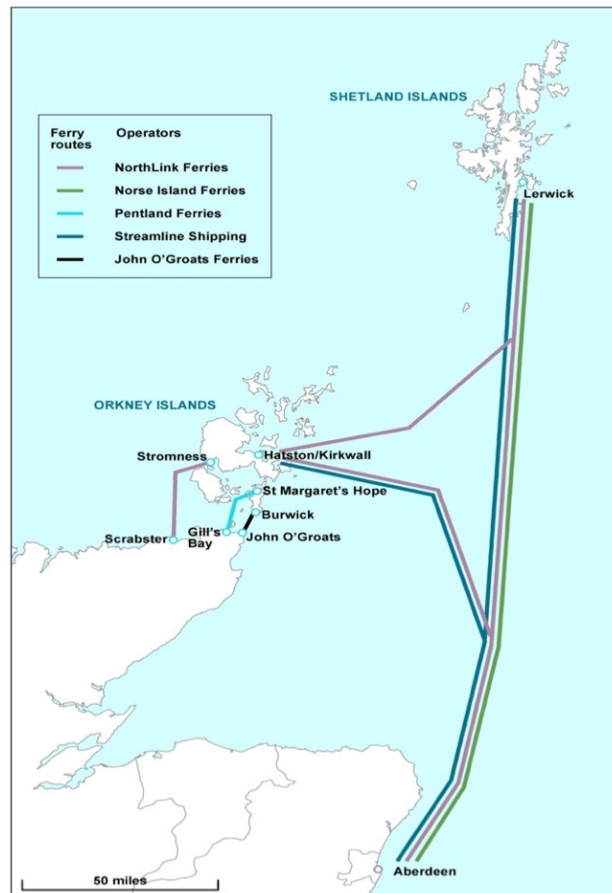 SHETLAND ISLANDS
Ferry routes Operators
NorthLink Ferries
Norse Island Ferries
Pentland Ferries
Streamline Shipping
John O'Groats Ferries
Lerwick
ORKNEY ISLANDS
Stromness
Hatston/Kirkwall
St Margaret's Hope
Burwick
Scrabster
Gill's
Bay
John O'Groats
Aberdeen
50 miles